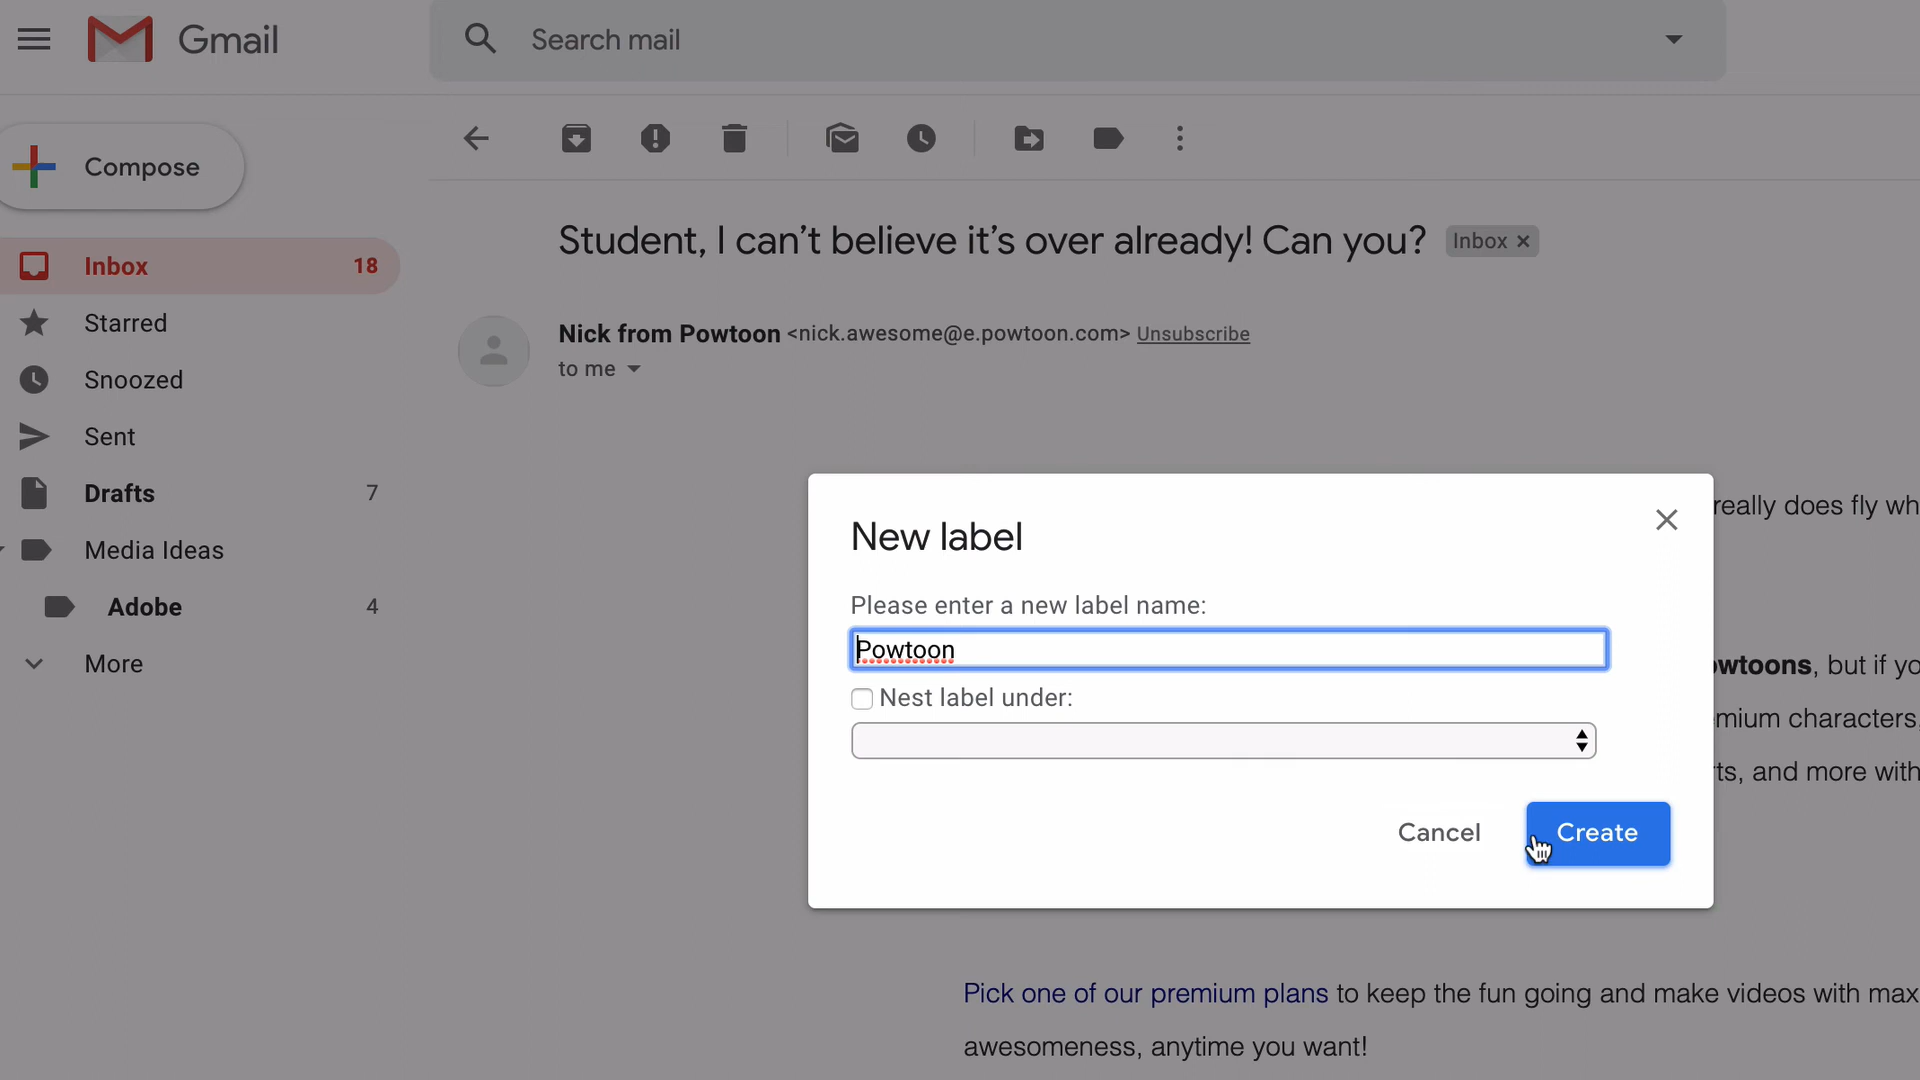 Gmail
Search mail
Compose
Student, I can’t believe it’s over already! Can you? Inbox
Inbox 18
Starred
Nick from Powtoon <nick.awesome@e.powtoon.com> Unsubscribe
to me
Snoozed
Sent
Drafts 7
Media Ideas
Adobe 4
More
really does fly wh
New label
Please enter a new label name:
Powtoon
Nest label under:
Cancel
Create
owtoons, but if yo
mium characters,
ts, and more with
Pick one of our premium plans to keep the fun going and make videos with max
awesomeness, anytime you want!